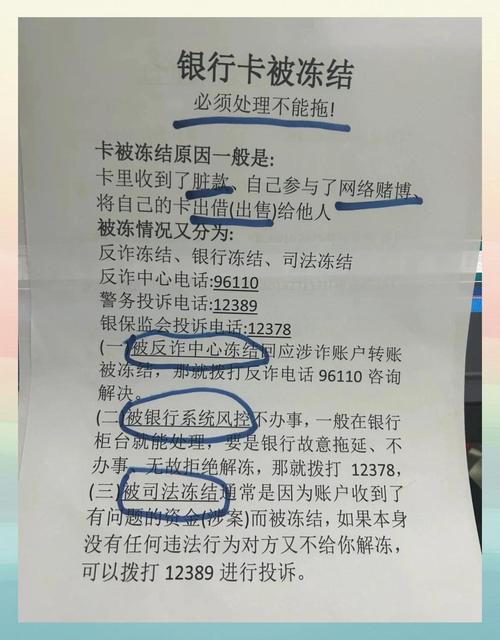 银行卡被冻结
必须处理不能拖!
卡被冻结原因一般是:
卡里收到了脏款、自己参与了网络赌博、
将自己的卡出借(出售)给他人
被冻情况又分为:
反诈冻结、银行冻结、司法冻结
反诈中心电话:96110
警务投诉电话:12389
银保监会投诉电话:12378
(一)被反诈中心冻结回应涉诈账户转账
被冻结，那就拨打反诈电话 96110 咨询
解决。
(二)被银行系统风控不办事，一般在银行
柜台就能处理，要是银行故意拖延、不
办事、无故拒绝解冻，那就拨打 12378，
(三)被司法冻结通常是因为账户收到了
有问题的资金(涉案)而被冻结，如果本身
没有任何违法行为对方又不给你解冻，
可以拨打 12389 进行投诉。